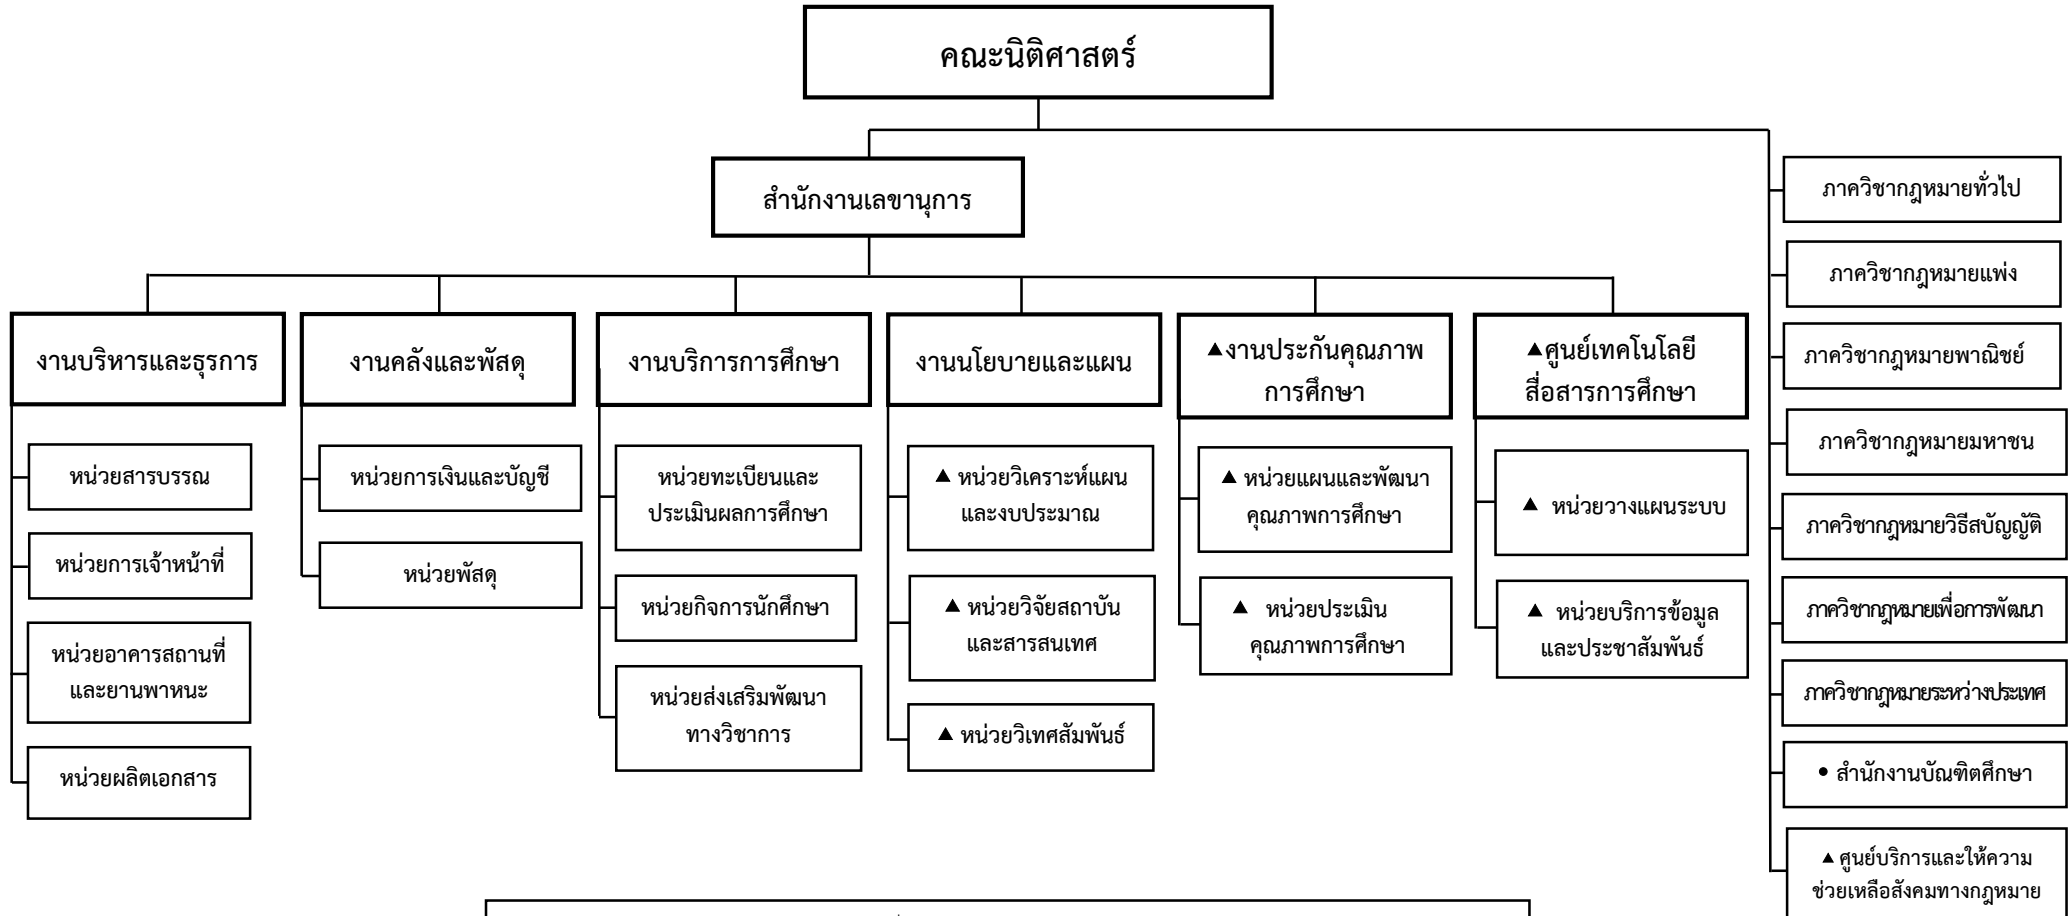 คณะนิติศาสตร์
สำนักงานเลขานุการ
งานบริหารและธุรการ
หน่วยสารบรรณ
หน่วยการเจ้าหน้าที่
หน่วยอาคารสถานที่
และยานพาหนะ
หน่วยผลิตเอกสาร
งานคลังและพัสดุ
หน่วยการเงินและบัญชี
หน่วยพัสดุ
งานบริการการศึกษา
หน่วยทะเบียนและ
ประเมินผลการศึกษา
หน่วยกิจการนักศึกษา
หน่วยส่งเสริมพัฒนา
ทางวิชาการ
งานนโยบายและแผน
▲ หน่วยวิเคราะห์แผน
และงบประมาณ
▲ หน่วยวิจัยสถาบัน
และสารสนเทศ
▲ หน่วยวิเทศสัมพันธ์
▲งานประกันคุณภาพ
การศึกษา
▲ หน่วยแผนและพัฒนา
คุณภาพการศึกษา
▲ หน่วยประเมิน
คุณภาพการศึกษา
▲ศูนย์เทคโนโลยี
สื่อสารการศึกษา
▲ หน่วยวางแผนระบบ
▲ หน่วยบริการข้อมูล
และประชาสัมพันธ์
ภาควิชากฎหมายทั่วไป
ภาควิชากฎหมายแพ่ง
ภาควิชากฎหมายพาณิชย์
ภาควิชากฎหมายมหาชน
ภาควิชากฎหมายวิธีสบัญญัติ
ภาควิชากฎหมายเพื่อการพัฒนา
ภาควิชากฎหมายระหว่างประเทศ
• สำนักงานบัณฑิตศึกษา
▲ ศูนย์บริการและให้ความ
ช่วยเหลือสังคมทางกฎหมาย